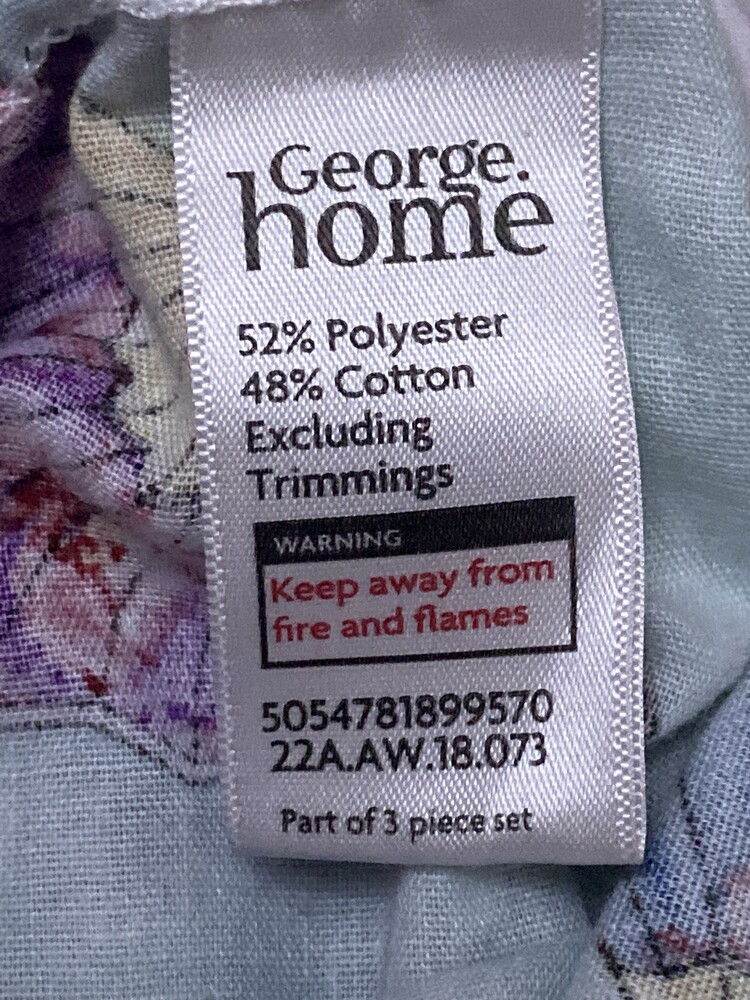 George.
home
52% Polyester
48% Cotton
Excluding
Trimmings
WARNING
Keep away from
fire and flames
5054781899570
22A.AW.18.073
Part of 3 piece set